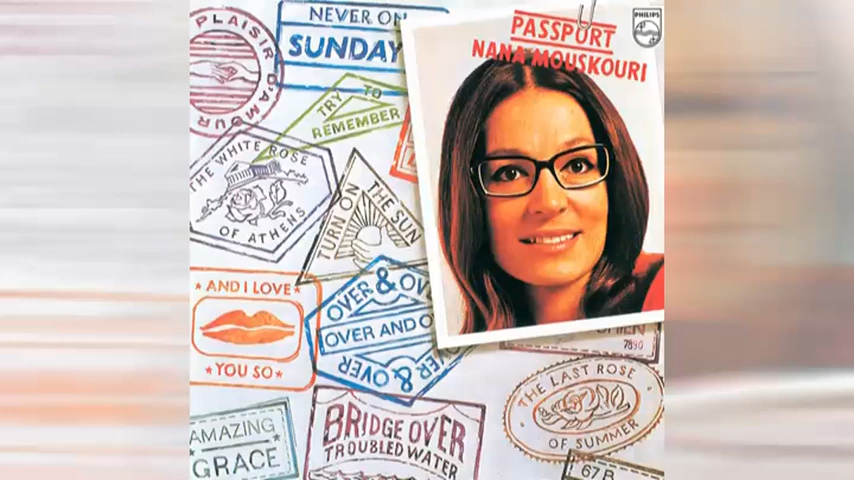 PASSPORT
NANA MOUSKOURI
PHILIPS
PLAISIR D'AMOUR
NEVER ON
SUNDAY
TRY TO
REMEMBER
THE WHITE ROSE
OF ATHENS
TURN ON
THE SUN
AND I LOVE
YOU SO
OVER & OVER
OVER AND
OVER & OVER
7890
THE LAST ROSE
OF SUMMER
AMAZING
GRACE
BRIDGE OVER
TROUBLED WATER
67B